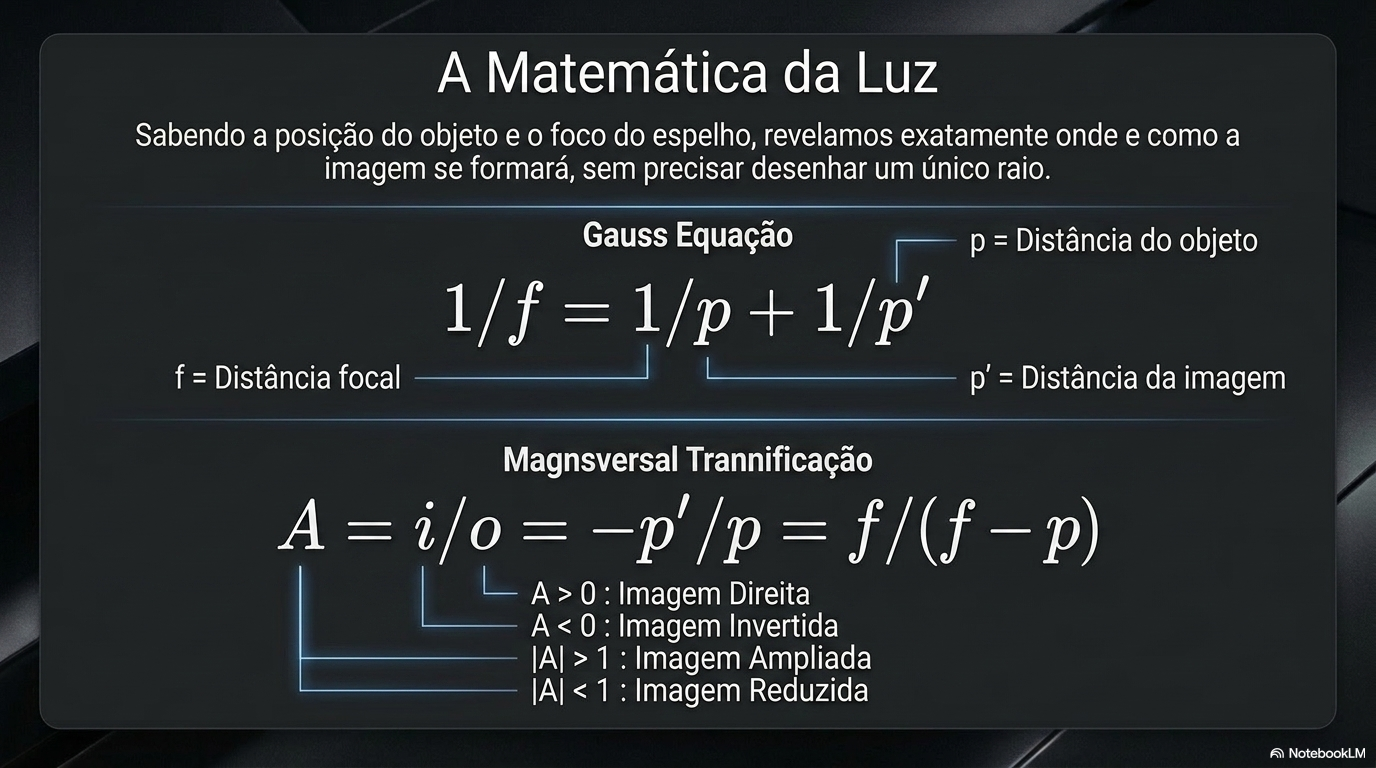 A Matemática da Luz
Sabendo a posição do objeto e o foco do espelho, revelamos exatamente onde e como a
imagem se formará, sem precisar desenhar um único raio.
Gauss Equação
p = Distância do objeto
1/f = 1/p + 1/p′
f = Distância focal
p’ = Distância da imagem
Magnsversal Trannificação
A = i/o = −p′/p = f/(f − p)
A > 0 : Imagem Direita
A < 0 : Imagem Invertida
|A| > 1 : Imagem Ampliada
|A| < 1 : Imagem Reduzida
NotebookLM